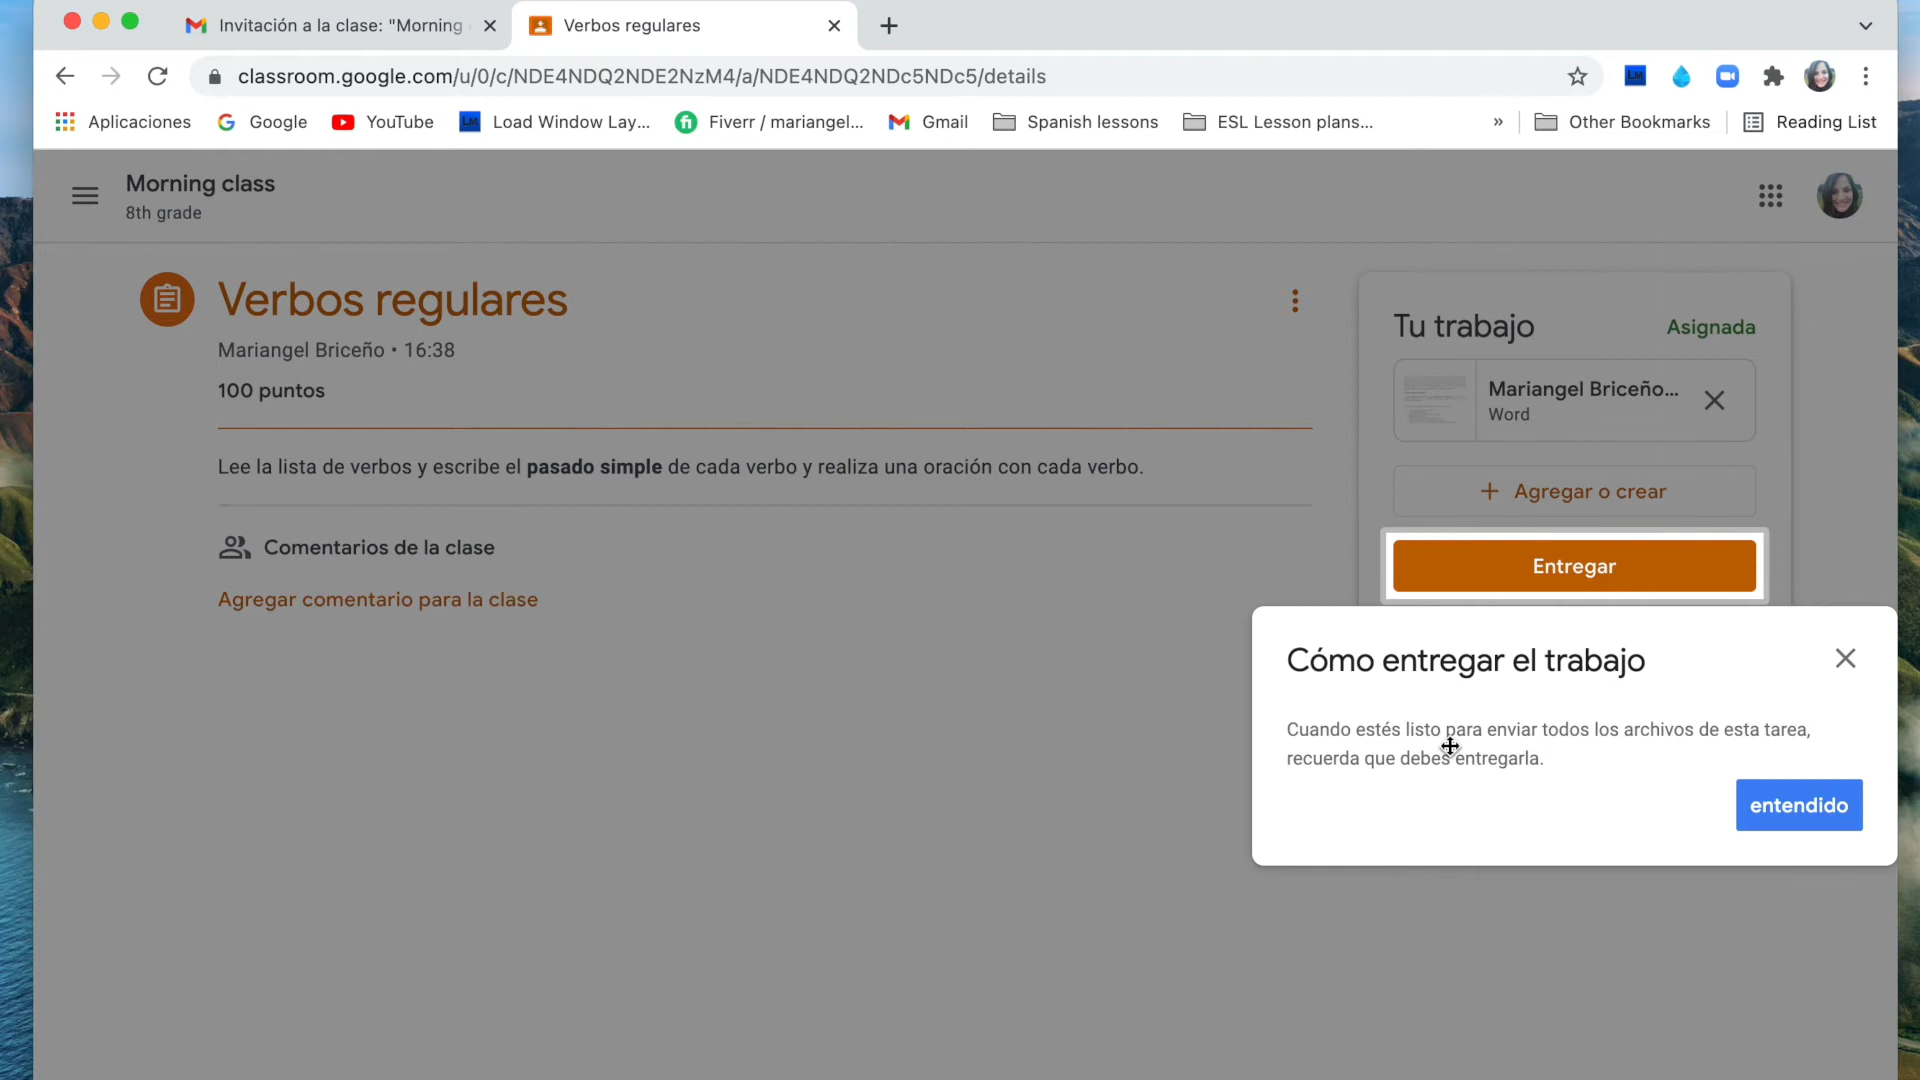 Invitación a la clase: "Morning
Verbos regulares
classroom.google.com/u/0/c/NDE4NDQ2NDE2NzM4/a/NDE4NDQ2NDc5NDc5/details
LM
Aplicaciones
Google
YouTube
LM
Load Window Lay...
fi
Fiverr / mariangel...
Gmail
Spanish lessons
ESL Lesson plans...
»
Other Bookmarks
Reading List
Morning class
8th grade
Verbos regulares
Mariangel Briceño • 16:38
100 puntos
Lee la lista de verbos y escribe el pasado simple de cada verbo y realiza una oración con cada verbo.
Comentarios de la clase
Agregar comentario para la clase
Tu trabajo
Asignada
Mariangel Briceño...
Word
+ Agregar o crear
Entregar
Cómo entregar el trabajo
Cuando estés listo para enviar todos los archivos de esta tarea,
recuerda que debes entregarla.
entendido